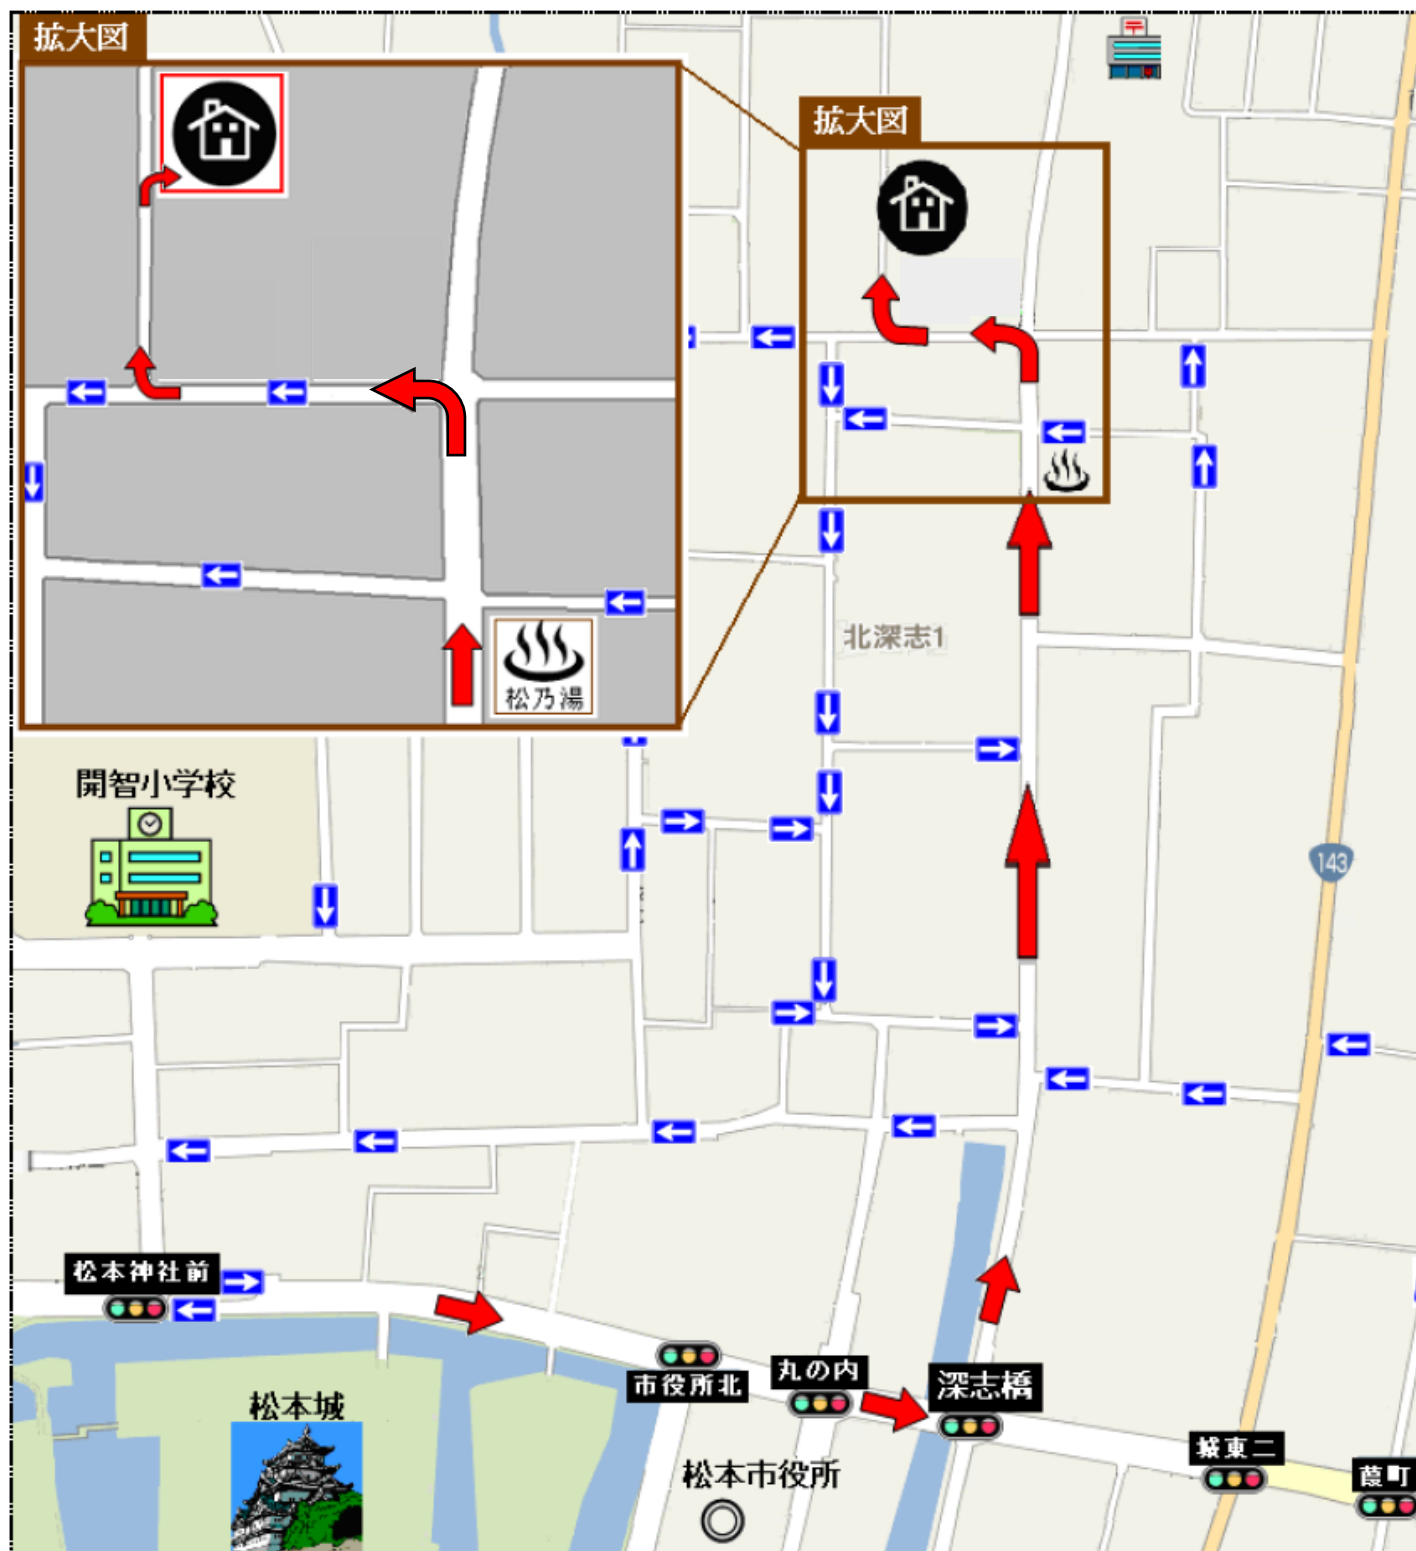 拡大図
拡大図
松乃湯
北深志1
開智小学校
143
松本神社前
市役所北
丸の内
深志橋
松本城
城東二
葭町
松本市役所